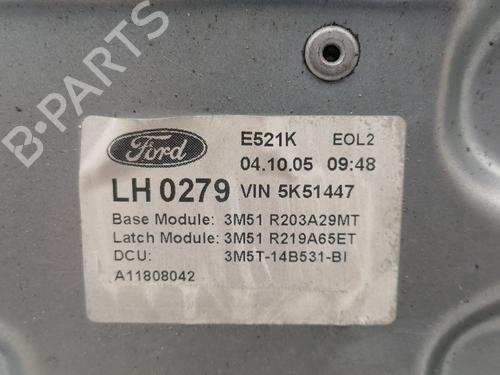 B-PARTS
Ford E521K EOL2
04.10.05 09:48
LH 0279 VIN 5K51447
Base Module: 3M51 R203A29MT
Latch Module: 3M51 R219A65ET
DCU: 3M5T-14B531-BI
A11808042